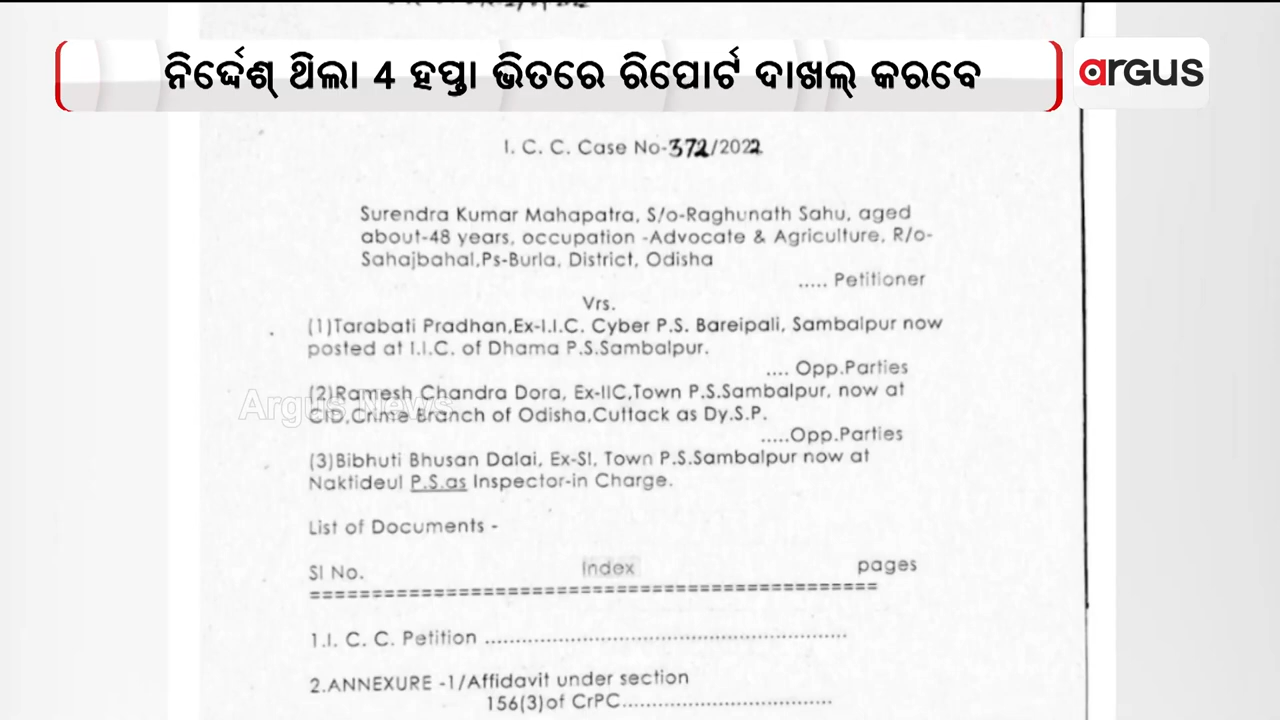 ନିର୍ଦ୍ଦେଶ୍ ଥିଲା 4 ହପ୍ତା ଭିତରେ ରିପୋର୍ଟ ଦାଖଲ୍ କରବେ
argus
I. C. C. Case No-372/2022
Surendra Kumar Mahapatra, S/o-Raghunath Sahu, aged
about-48 years, occupation -Advocate & Agriculture, R/o-
Sahajbahal,Ps-Burla, District, Odisha
..... Petitioner
Vrs.
(1)Tarabati Pradhan,Ex-I.I.C. Cyber P.S. Bareipali, Sambalpur now
posted at I.I.C. of Dhama P.S.Sambalpur.
.... Opp.Parties
(2)Ramesh Chandra Dora, Ex-IIC,Town P.S.Sambalpur, now at
CID,Crime Branch of Odisha,Cuttack as Dy.S.P.
Argus News
.....Opp.Parties
(3)Bibhuti Bhusan Dalai, Ex-SI, Town P.S.Sambalpur now at
Naktideul P.S.as Inspector-in Charge.
List of Documents -
Sl No. Index pages
==================================================
1.I. C. C. Petition ........................................................
2.ANNEXURE -1/Affidavit under section
156(3)of CrPC................................